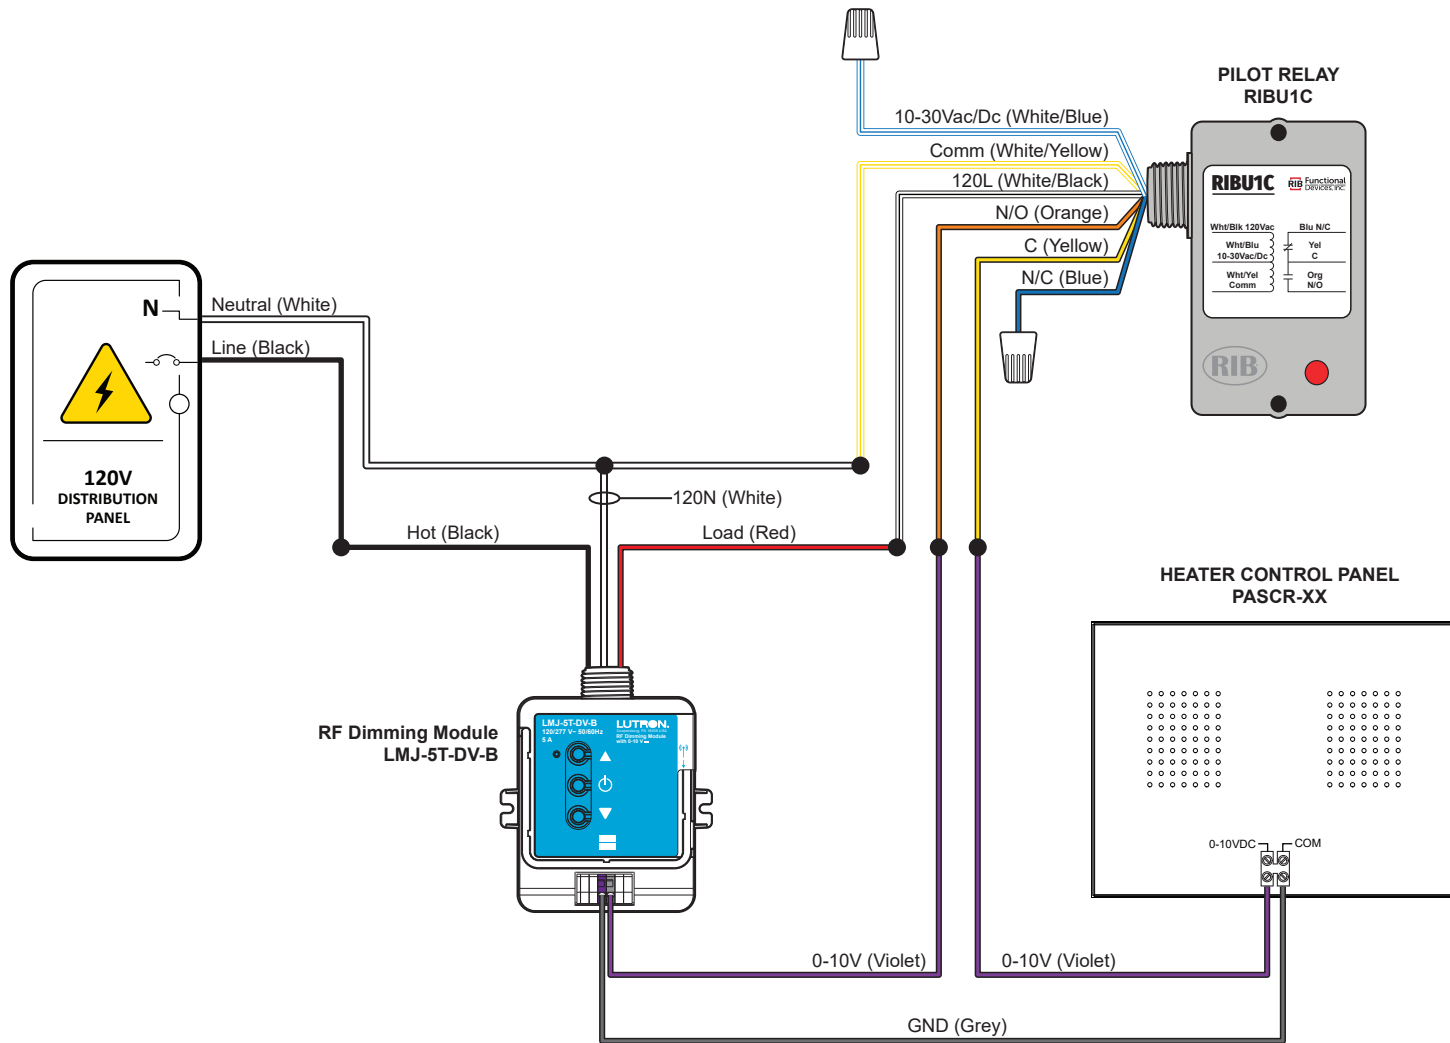 PILOT RELAY
RIBU1C
10-30Vac/Dc (White/Blue)
Comm (White/Yellow)
120L (White/Black)
N/O (Orange)
C (Yellow)
N/C (Blue)
RIBU1C
RIB Functional
Devices, Inc.
Wht/Blk 120Vac
Blu N/C
Wht/Blu
10-30Vac/Dc
Yel
C
Wht/Yel
Comm
Org
N/O
RIB
N
Neutral (White)
Line (Black)
120V
DISTRIBUTION
PANEL
120N (White)
Hot (Black)
Load (Red)
HEATER CONTROL PANEL
PASCR-XX
0-10VDC
COM
RF Dimming Module
LMJ-5T-DV-B
LMJ-5T-DV-B
120/277 V~ 50/60Hz
5 A
LUTRON.
RF Dimming Module
with 0-10 V
0-10V (Violet)
0-10V (Violet)
GND (Grey)